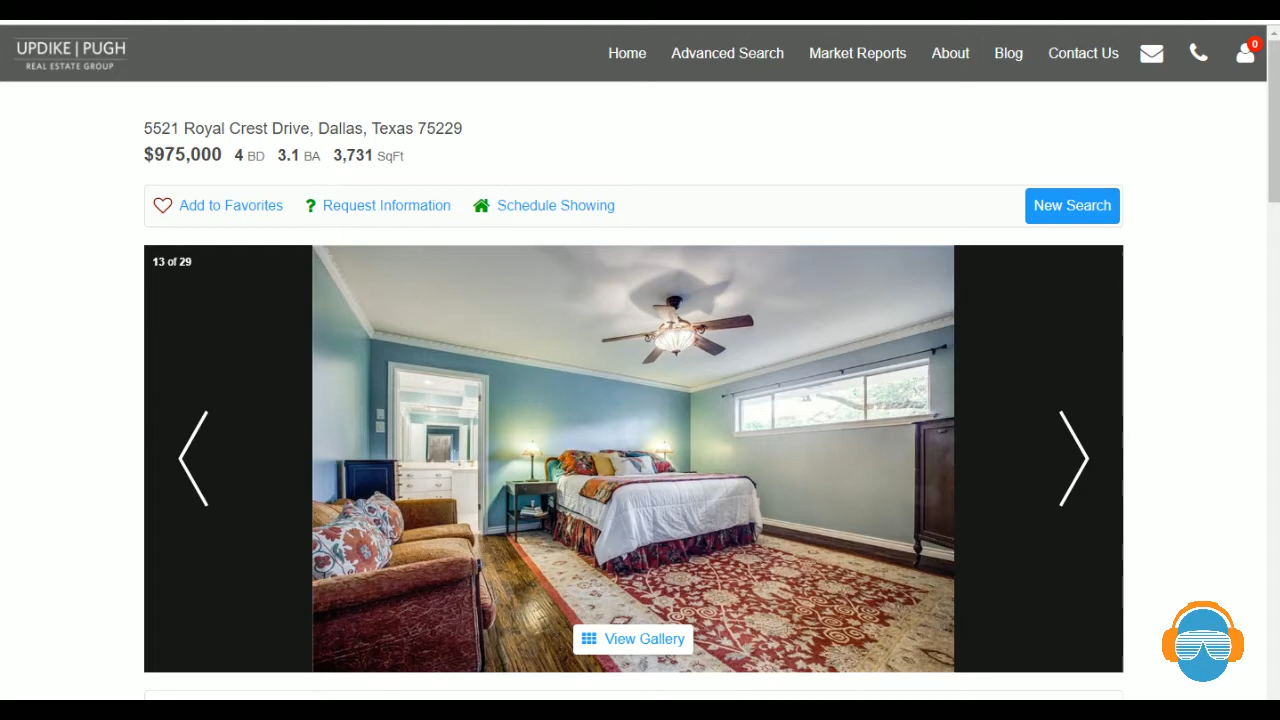 UPDIKE | PUGH
REAL ESTATE GROUP
Home Advanced Search Market Reports About Blog Contact Us 0
5521 Royal Crest Drive, Dallas, Texas 75229
$975,000 4 BD 3.1 BA 3,731 SqFt
Add to Favorites ? Request Information Schedule Showing New Search
13 of 29
View Gallery